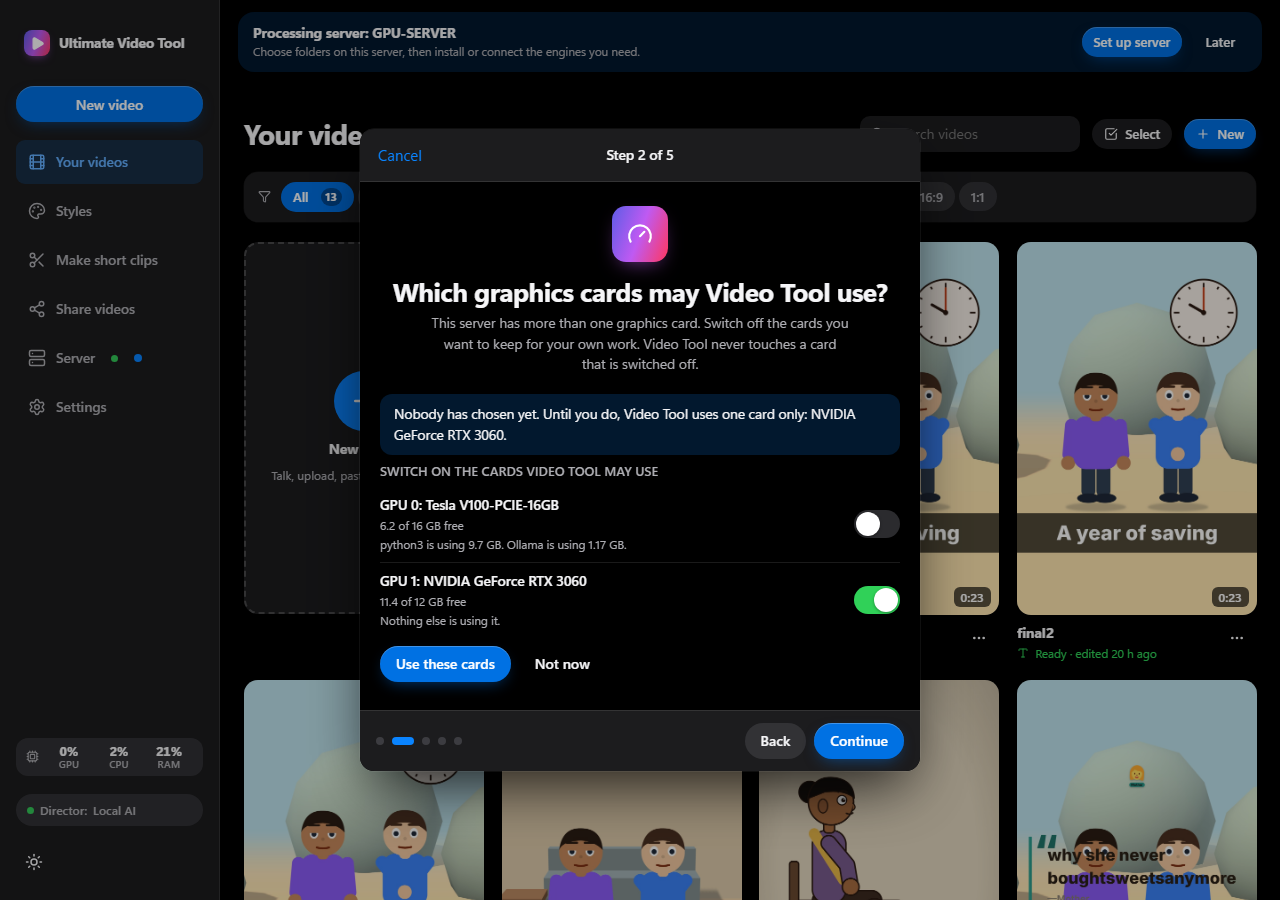 Ultimate Video Tool
New video
Your videos
Styles
Make short clips
Share videos
Server
Settings
0% 2% 21%
GPU CPU RAM
Director: Local AI
Processing server: GPU-SERVER
Choose folders on this server, then install or connect the engines you need.
Set up server
Later
Your vide
rch videos
Select
+ New
All 13
16:9
1:1
New
Talk, upload, pas
Cancel
Step 2 of 5
Which graphics cards may Video Tool use?
This server has more than one graphics card. Switch off the cards you
want to keep for your own work. Video Tool never touches a card
that is switched off.
Nobody has chosen yet. Until you do, Video Tool uses one card only: NVIDIA
GeForce RTX 3060.
SWITCH ON THE CARDS VIDEO TOOL MAY USE
GPU 0: Tesla V100-PCIE-16GB
6.2 of 16 GB free
python3 is using 9.7 GB. Ollama is using 1.17 GB.
GPU 1: NVIDIA GeForce RTX 3060
11.4 of 12 GB free
Nothing else is using it.
Use these cards
Not now
Back
Continue
ving
0:23
...
A year of saving
0:23
final2
...
Ready · edited 20 h ago
why she never
boughtsweetsanymore